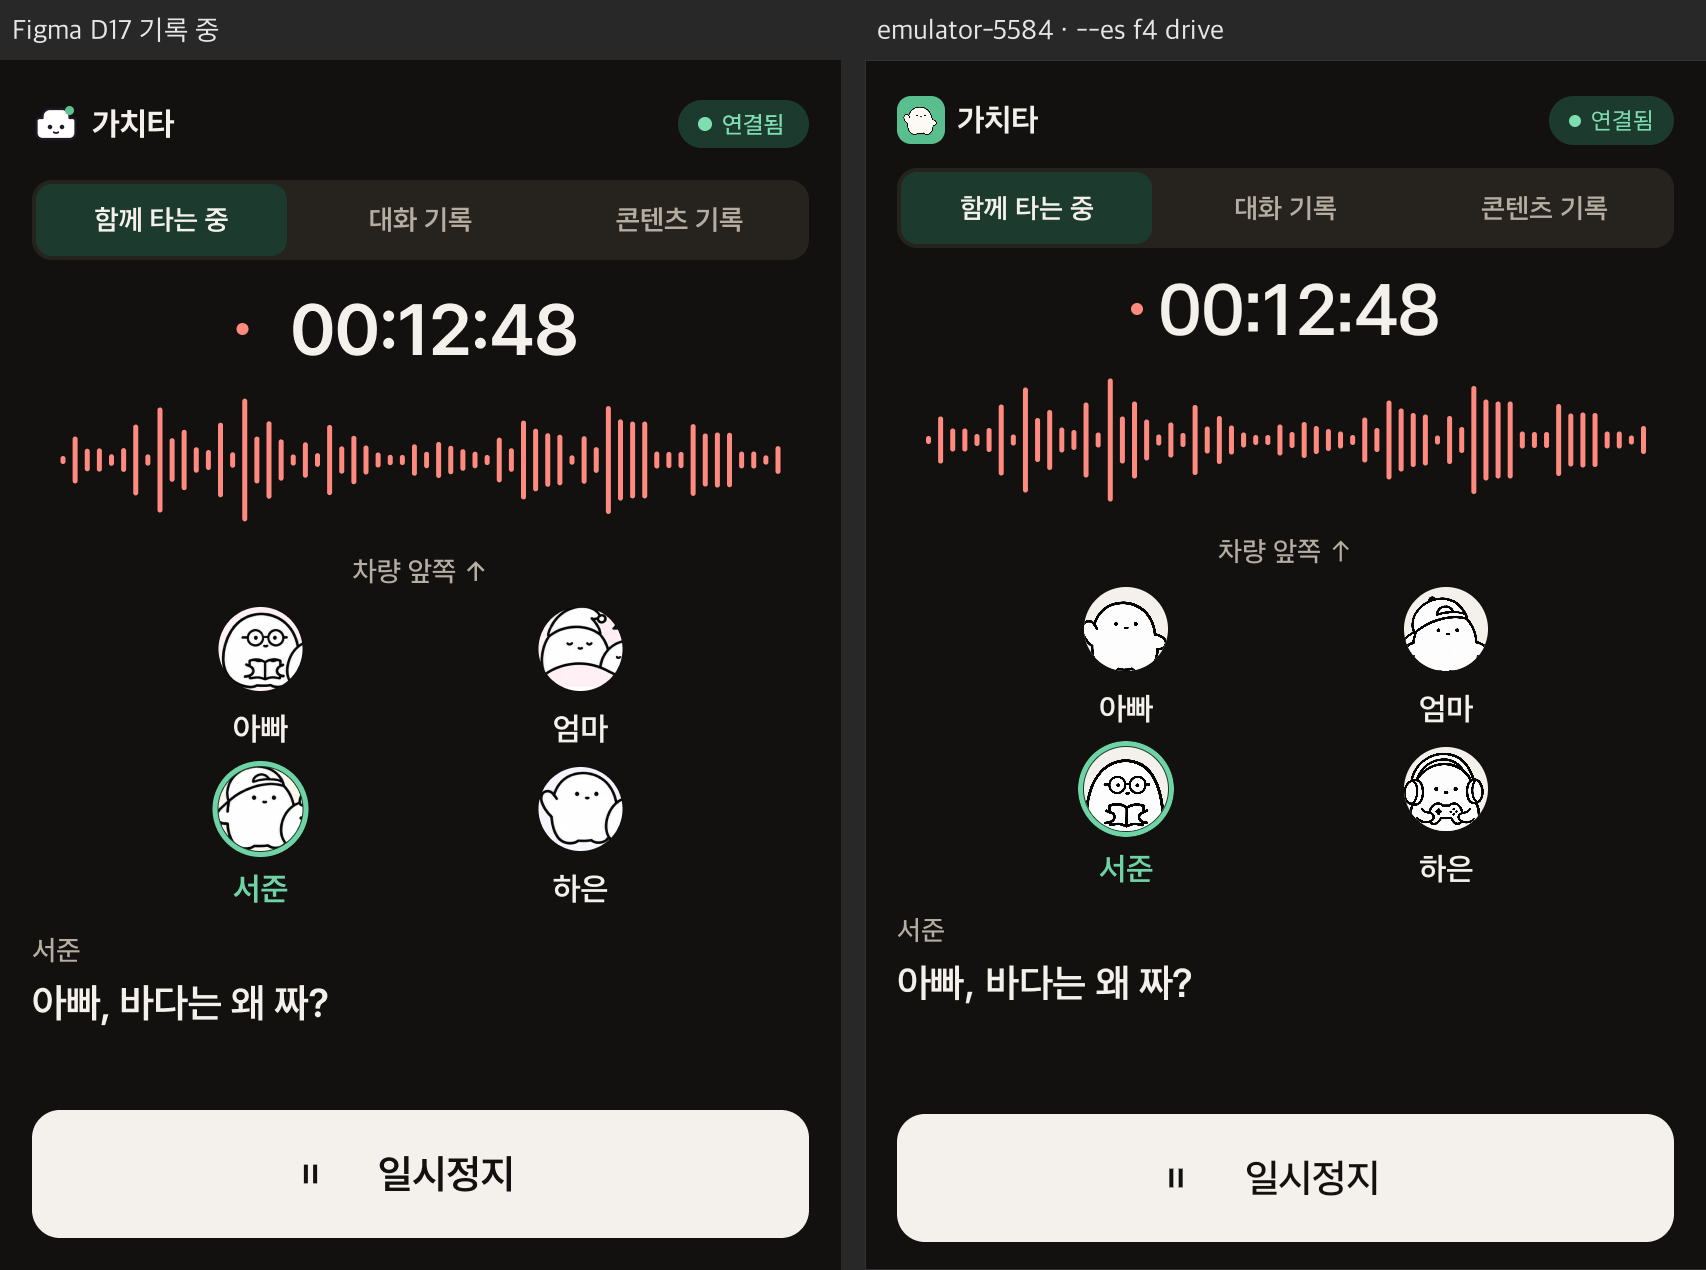 Figma D17 기록 중
가치타
연결됨
함께 타는 중
대화 기록
콘텐츠 기록
00:12:48
차량 앞쪽 ↑
아빠
엄마
서준
하은
서준
아빠, 바다는 왜 짜?
일시정지
emulator-5584 · --es f4 drive
가치타
연결됨
함께 타는 중
대화 기록
콘텐츠 기록
00:12:48
차량 앞쪽 ↑
아빠
엄마
서준
하은
서준
아빠, 바다는 왜 짜?
일시정지